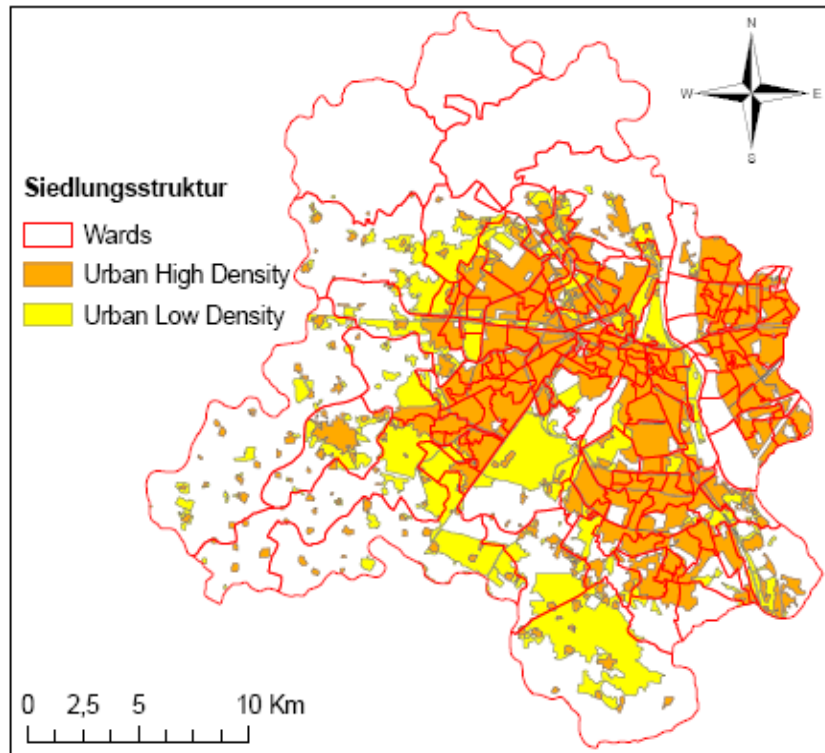 N
W E
S
Siedlungsstruktur
Wards
Urban High Density
Urban Low Density
0 2,5 5 10 Km